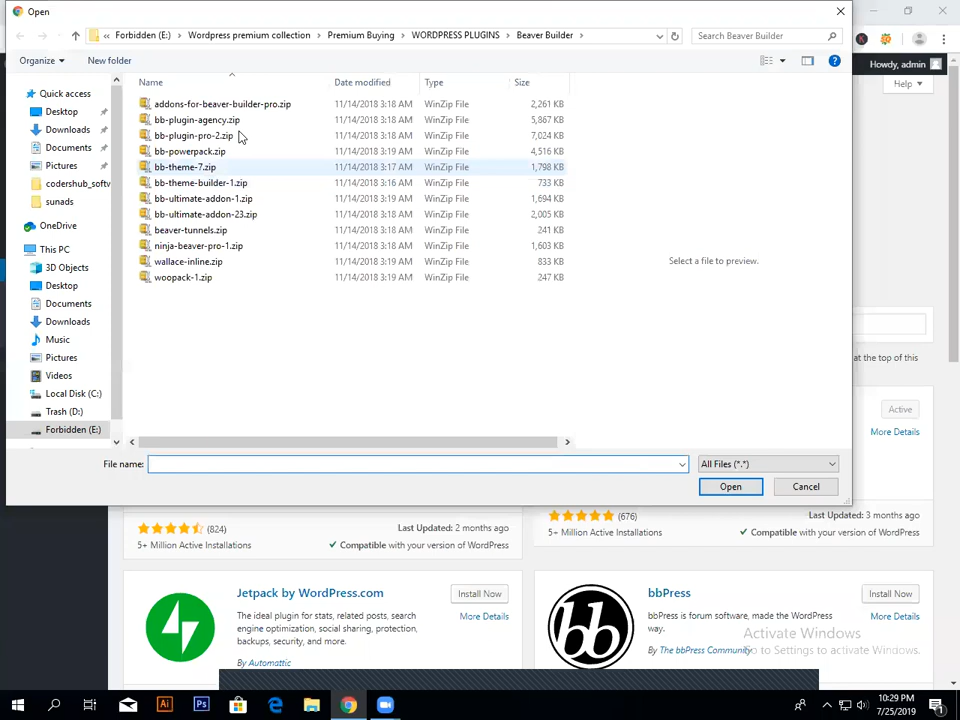 Open
« Forbidden (E:) › Wordpress premium collection › Premium Buying › WORDPRESS PLUGINS › Beaver Builder ›
Search Beaver Builder
Organize
New folder
Howdy, admin
Help
Name
Date modified
Type
Size
Quick access
Desktop
Downloads
Documents
Pictures
codershub_softv
sunads
OneDrive
This PC
3D Objects
Desktop
Documents
Downloads
Music
Pictures
Videos
Local Disk (C:)
Trash (D:)
Forbidden (E:)
addons-for-beaver-builder-pro.zip 11/14/2018 3:18 AM WinZip File 2,261 KB
bb-plugin-agency.zip 11/14/2018 3:18 AM WinZip File 5,867 KB
bb-plugin-pro-2.zip 11/14/2018 3:18 AM WinZip File 7,024 KB
bb-powerpack.zip 11/14/2018 3:19 AM WinZip File 4,516 KB
bb-theme-7.zip 11/14/2018 3:17 AM WinZip File 1,798 KB
bb-theme-builder-1.zip 11/14/2018 3:16 AM WinZip File 733 KB
bb-ultimate-addon-1.zip 11/14/2018 3:19 AM WinZip File 1,694 KB
bb-ultimate-addon-23.zip 11/14/2018 3:18 AM WinZip File 2,005 KB
beaver-tunnels.zip 11/14/2018 3:19 AM WinZip File 241 KB
ninja-beaver-pro-1.zip 11/14/2018 3:19 AM WinZip File 1,603 KB
wallace-inline.zip 11/14/2018 3:19 AM WinZip File 833 KB
woopack-1.zip 11/14/2018 3:19 AM WinZip File 247 KB
Select a file to preview.
at the top of this
Active
More Details
File name:
All Files (*.*)
Open
Cancel
(824)
Last Updated: 2 months ago
5+ Million Active Installations
Compatible with your version of WordPress
(676)
Last Updated: 3 months ago
5+ Million Active Installations
Compatible with your version of WordPress
Jetpack by WordPress.com
Install Now
More Details
The ideal plugin for stats, related posts, search
engine optimization, social sharing, protection,
backups, security, and more.
By Automattic
bb
bbPress
Install Now
More Details
bbPress is forum software, made the WordPress
way.
By The bbPress Community
Activate Windows
Go to Settings to activate Windows.
Ai
Ps
10:29 PM
7/25/2019
1